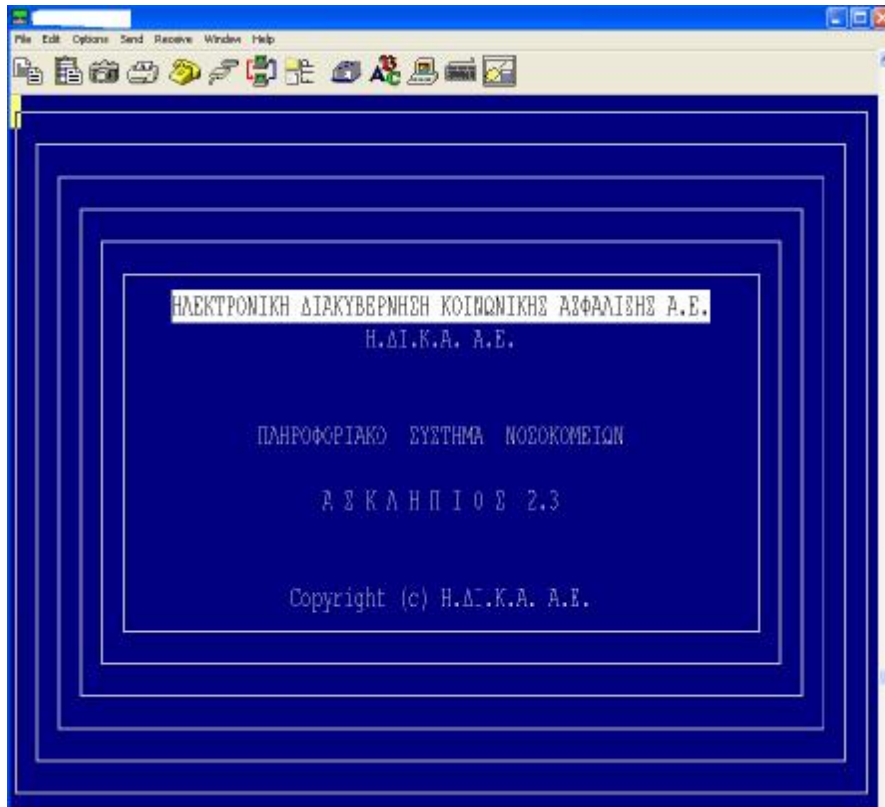 File Edit Options Send Receive Window Help
ΗΛΕΚΤΡΟΝΙΚΗ ΔΙΑΚΥΒΕΡΝΗΣΗ ΚΟΙΝΩΝΙΚΗΣ ΑΣΦΑΛΙΣΗΣ Α.Ε.
Η.ΔΙ.Κ.Α. Α.Ε.
ΠΛΗΡΟΦΟΡΙΑΚΟ ΣΥΣΤΗΜΑ ΝΟΣΟΚΟΜΕΙΩΝ
Α Σ Κ Λ Η Π Ι Ο Σ 2.3
Copyright (c) Η.ΔΙ.Κ.Α. Α.Ε.